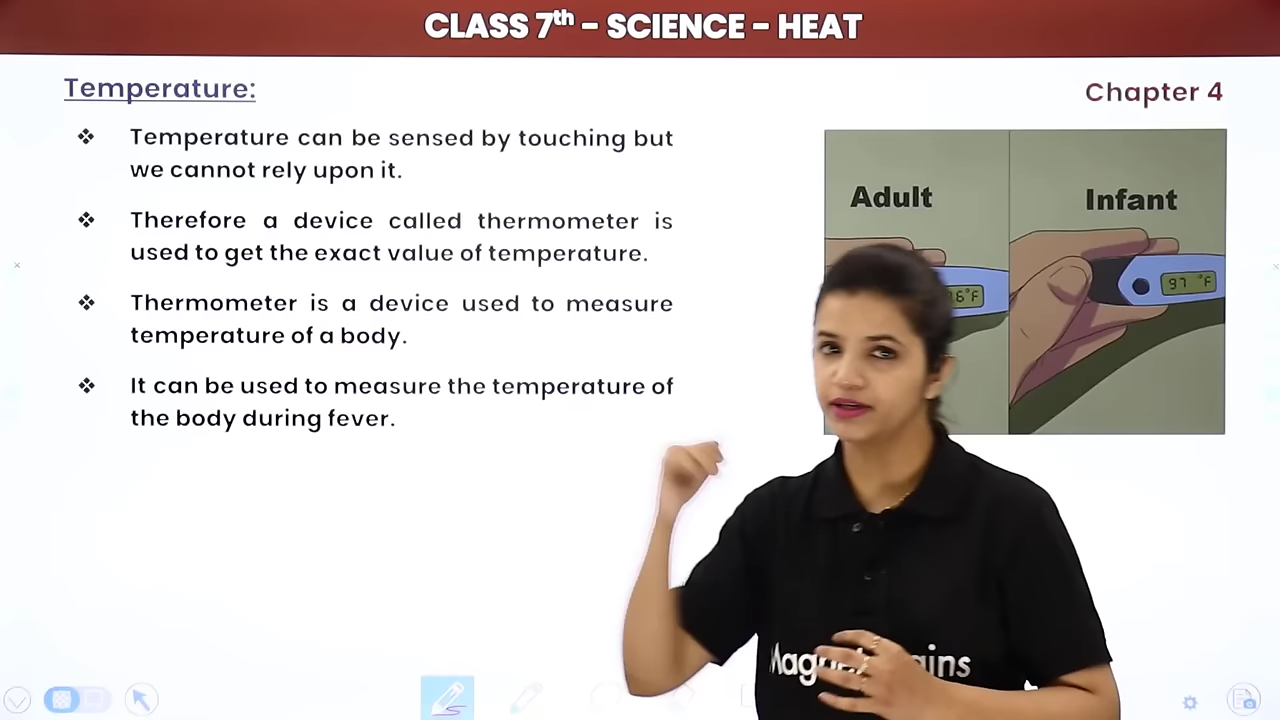 CLASS 7th - SCIENCE - HEAT
Temperature:
Chapter 4
❖ Temperature can be sensed by touching but
we cannot rely upon it.
❖ Therefore a device called thermometer is
used to get the exact value of temperature.
❖ Thermometer is a device used to measure
temperature of a body.
❖ It can be used to measure the temperature of
the body during fever.
Adult
Infant
6°F
97 °F